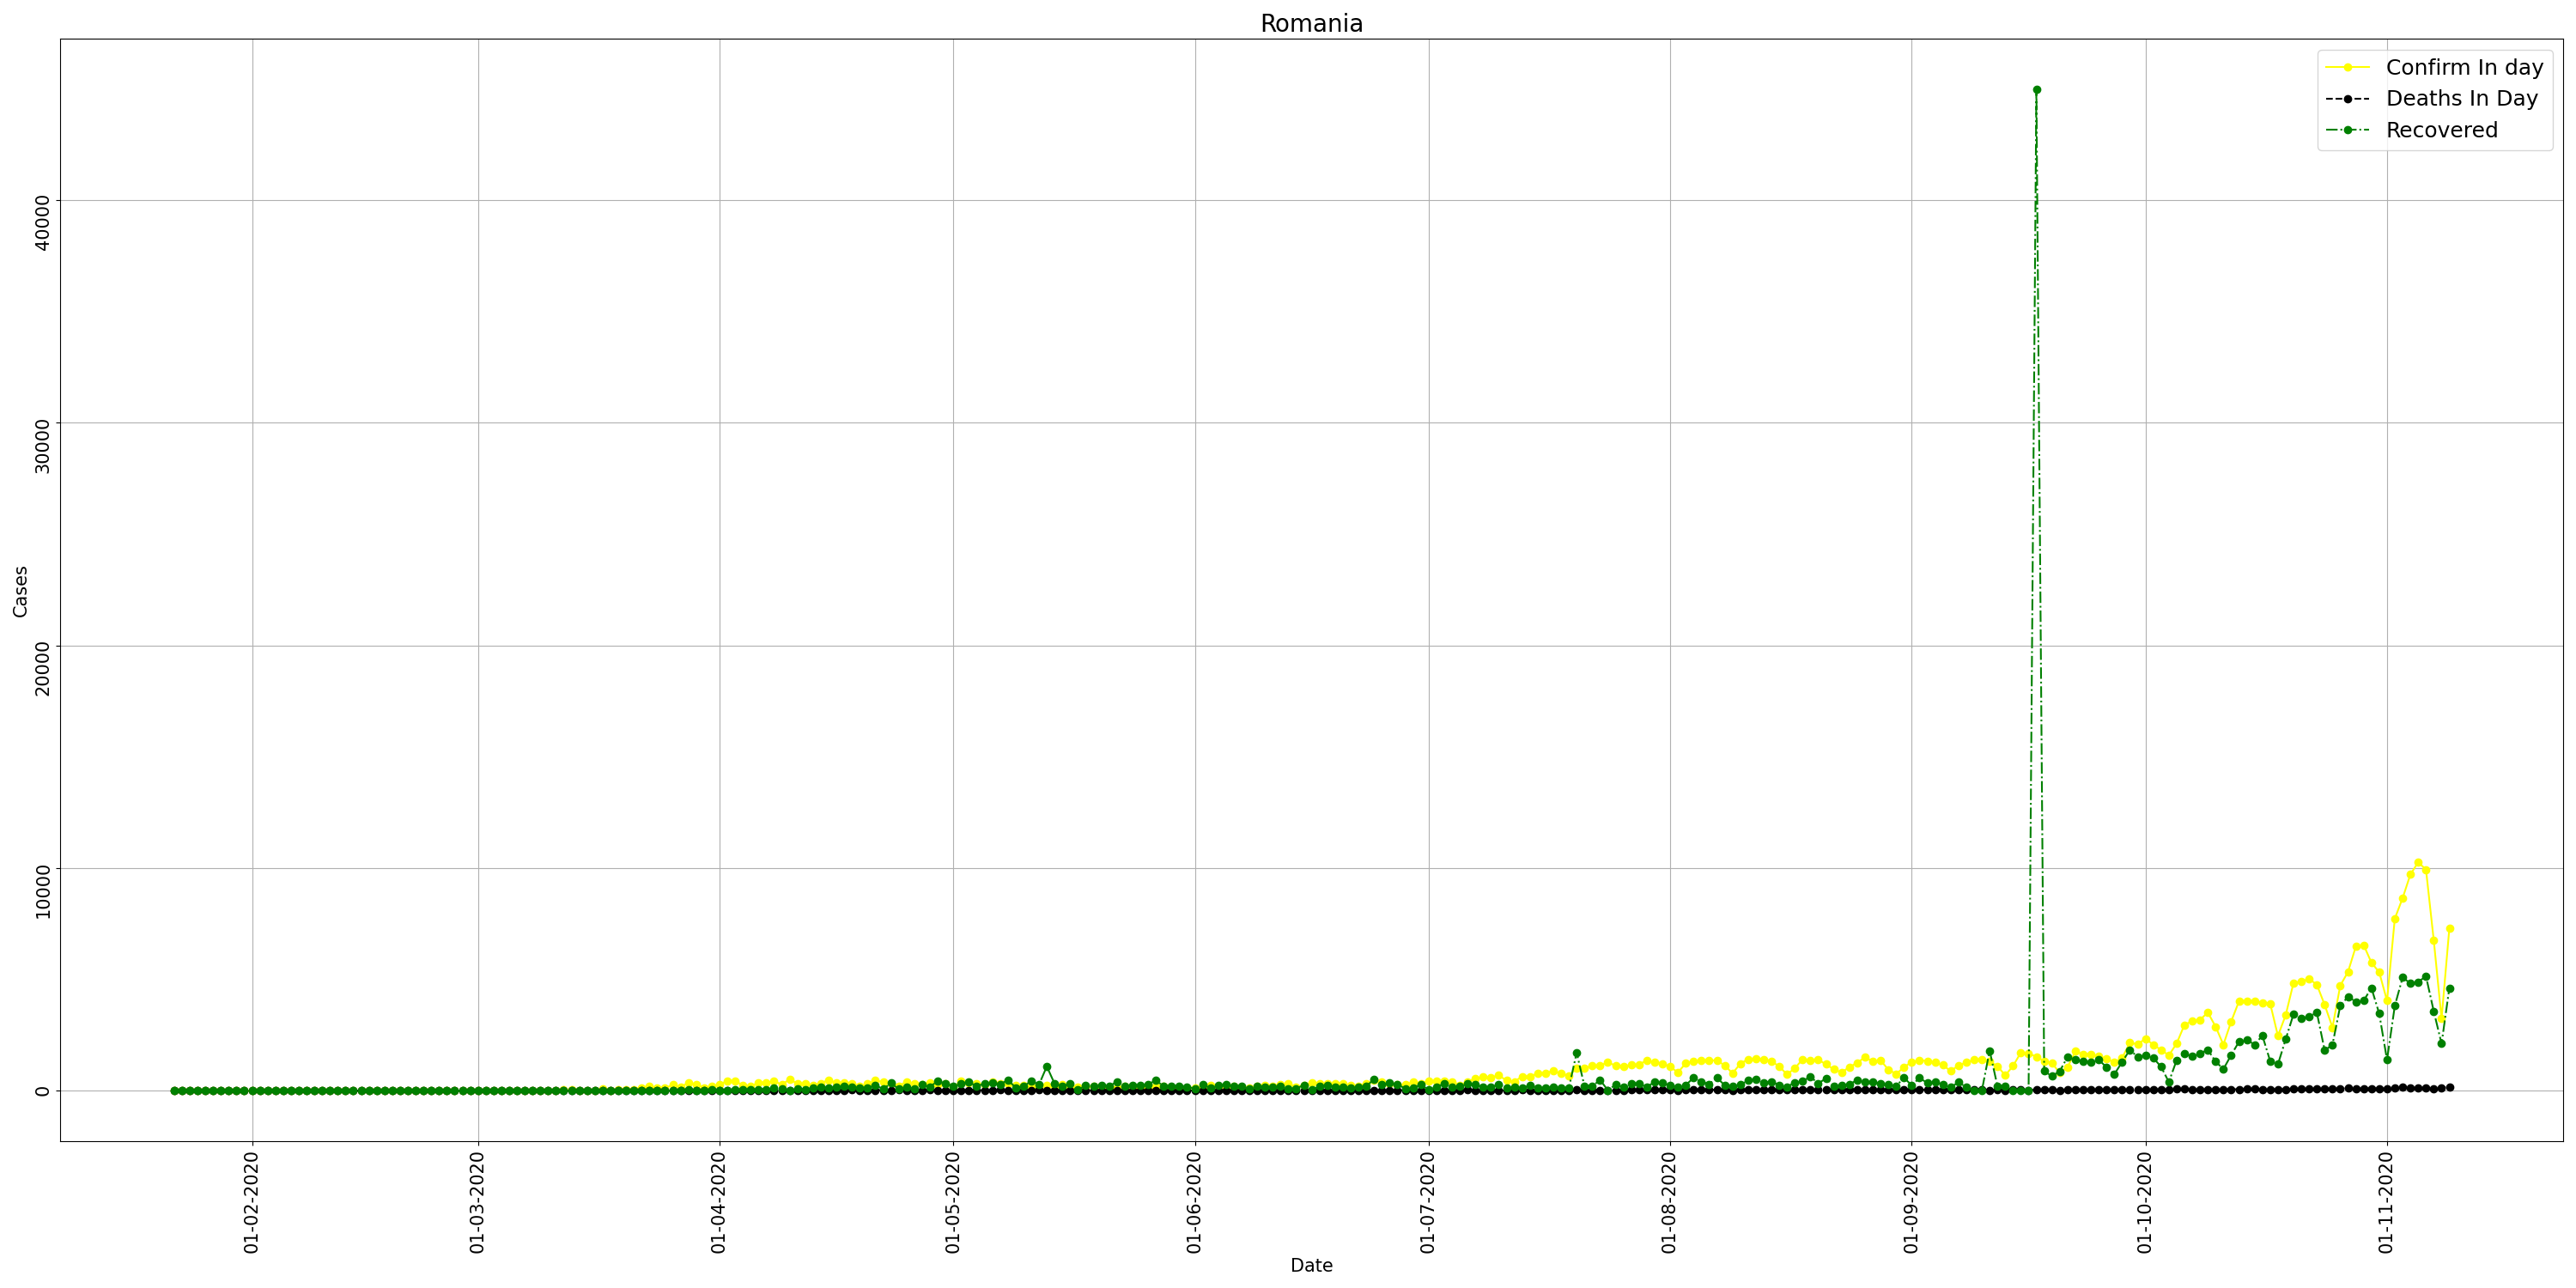 Romania
Confirm In day
Deaths In Day
Recovered
Cases
40000
30000
20000
10000
0
01-02-2020
01-03-2020
01-04-2020
01-05-2020
01-06-2020
01-07-2020
01-08-2020
01-09-2020
01-10-2020
01-11-2020
Date